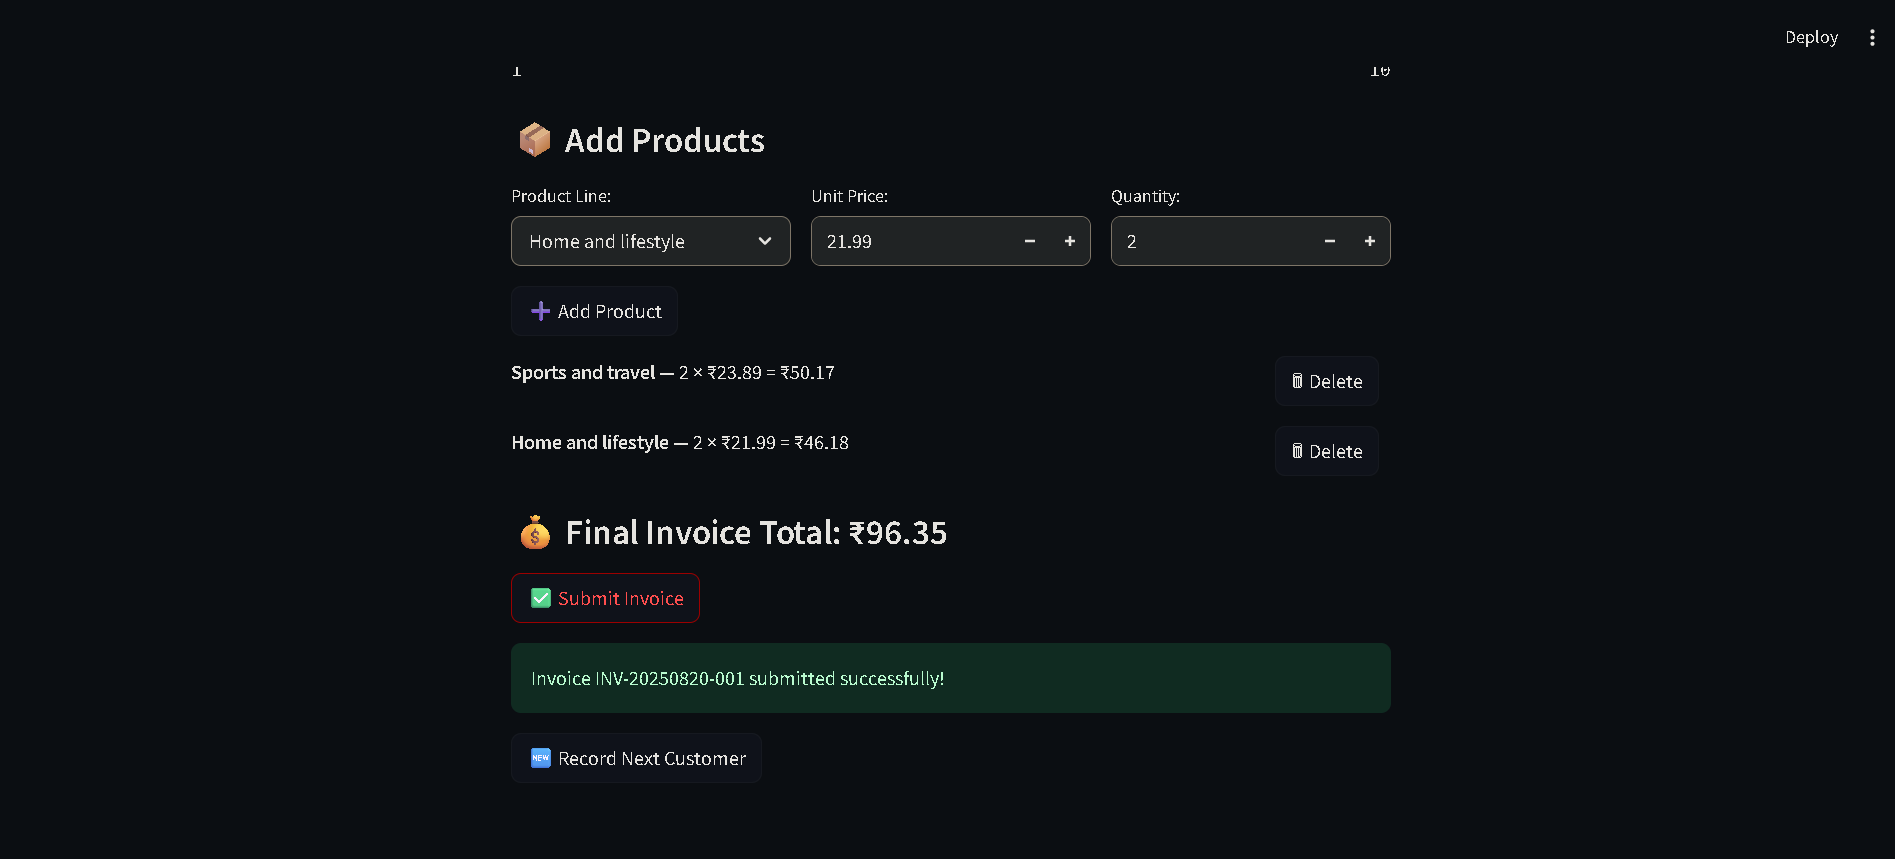 Deploy
1 10
Add Products
Product Line: Unit Price: Quantity:
Home and lifestyle 21.99 2
Add Product
Sports and travel — 2 × ₹23.89 = ₹50.17 Delete
Home and lifestyle — 2 × ₹21.99 = ₹46.18 Delete
Final Invoice Total: ₹96.35
Submit Invoice
Invoice INV-20250820-001 submitted successfully!
NEW Record Next Customer